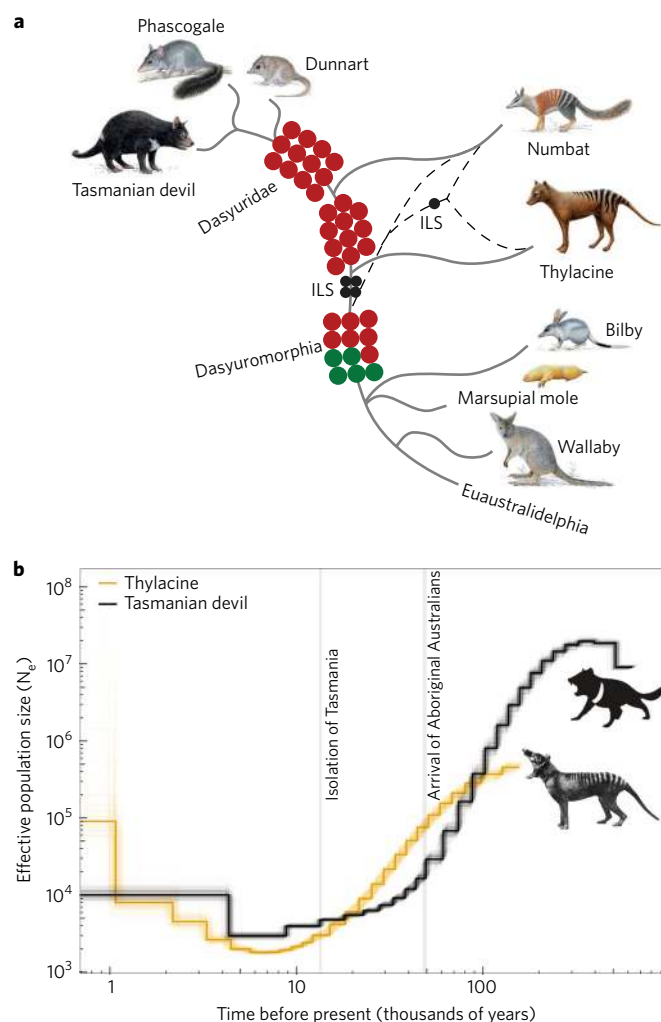 a
Phascogale
Dunnart
Numbat
Tasmanian devil
Dasyuridae
ILS
Thylacine
ILS
Bilby
Dasyuromorphia
Marsupial mole
Wallaby
Euaustralidelphia
b
Thylacine
Tasmanian devil
Effective population size (Nₑ)
10⁸
10⁷
10⁶
10⁵
10⁴
10³
Isolation of Tasmania
Arrival of Aboriginal Australians
1
10
100
Time before present (thousands of years)